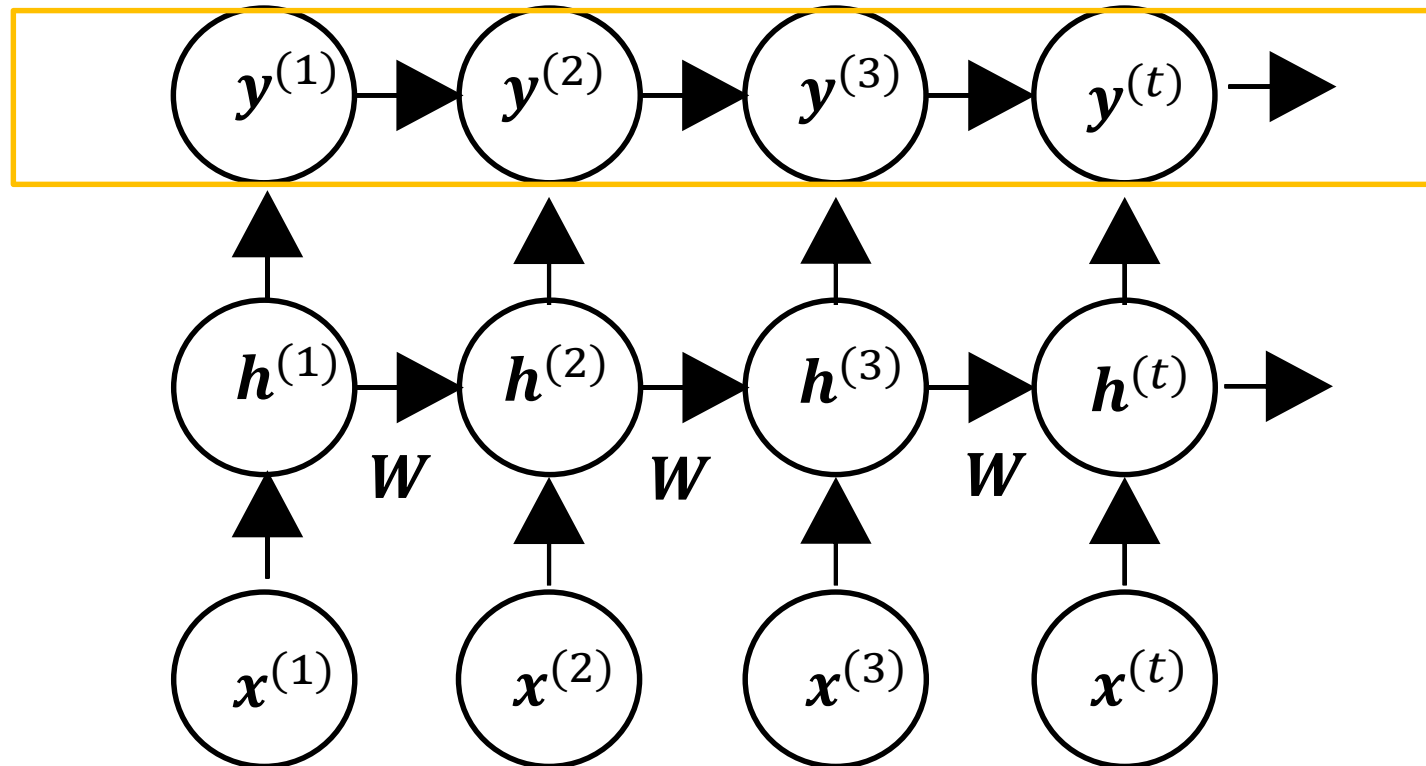 y(1) y(2) y(3) y(t)
h(1) h(2) h(3) h(t)
W W W
x(1) x(2) x(3) x(t)